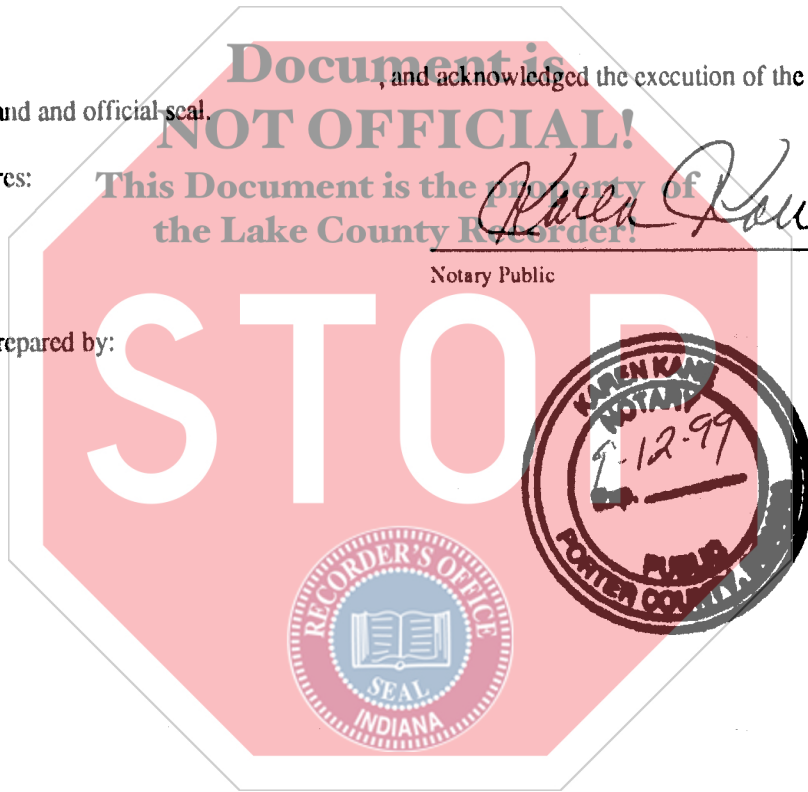 Document is
, and acknowledged the execution of the
and and official seal.
NOT OFFICIAL!
res:
This Document is the property of
Karen
the Lake County Recorder!
Notary Public
repared by:
STOP
KAREN KANE
NOTARY
9-12-99
PUBLIC
PORTER COUNTY
RECORDER'S OFFICE
SEAL
INDIANA